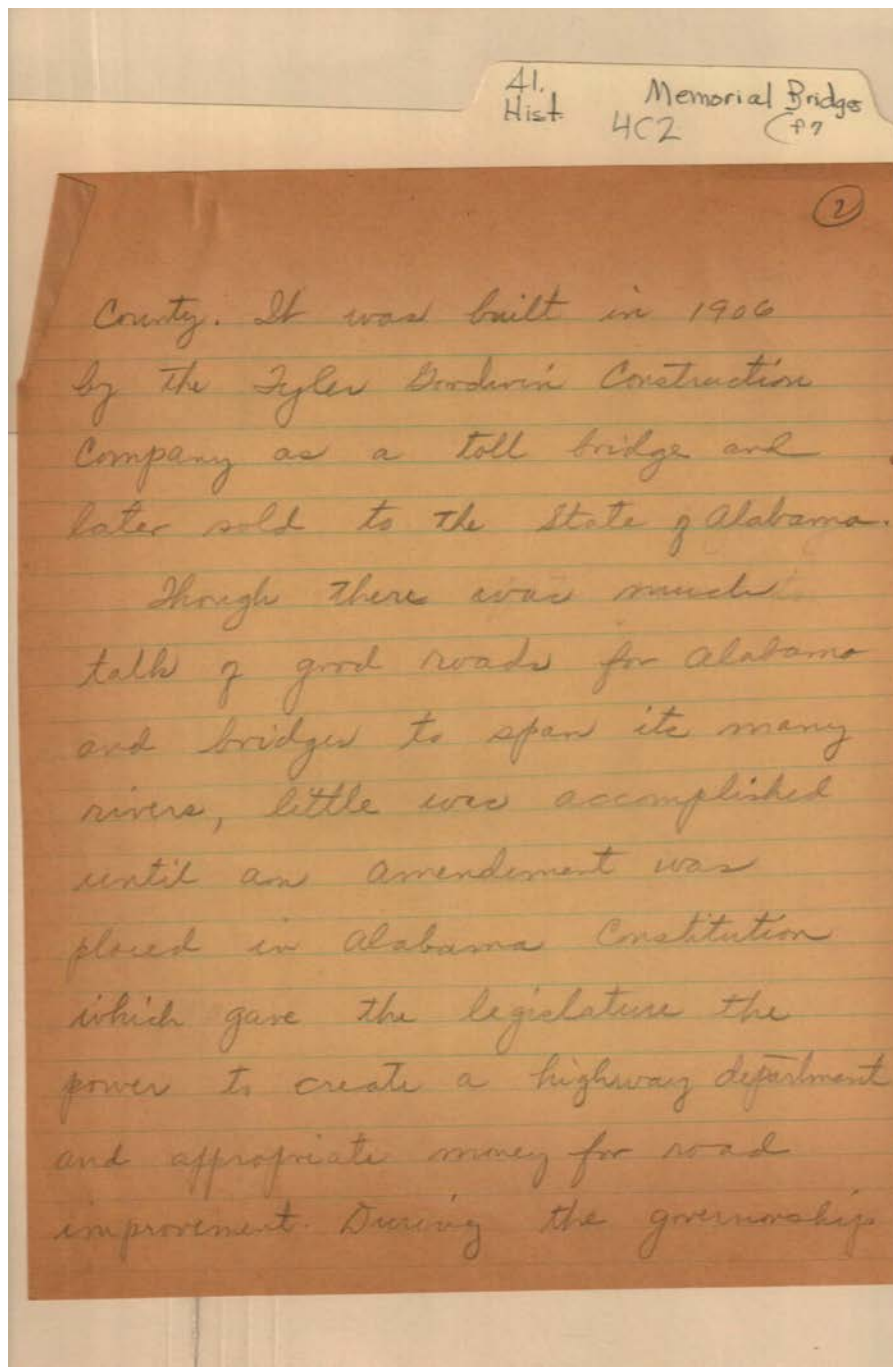 Al. Memorial Bridges
Hist. 4C2 (P7
2
County. It was built in 1906
by the Tyler Goodwin Construction
Company as a toll bridge and
later sold to the State of Alabama.
Though there was much
talk of good roads for Alabama
and bridges to span its many
rivers, little was accomplished
until an amendment was
placed in Alabama Constitution
which gave the legislature the
power to create a highway department
and appropriate money for road
improvement. During the governorship